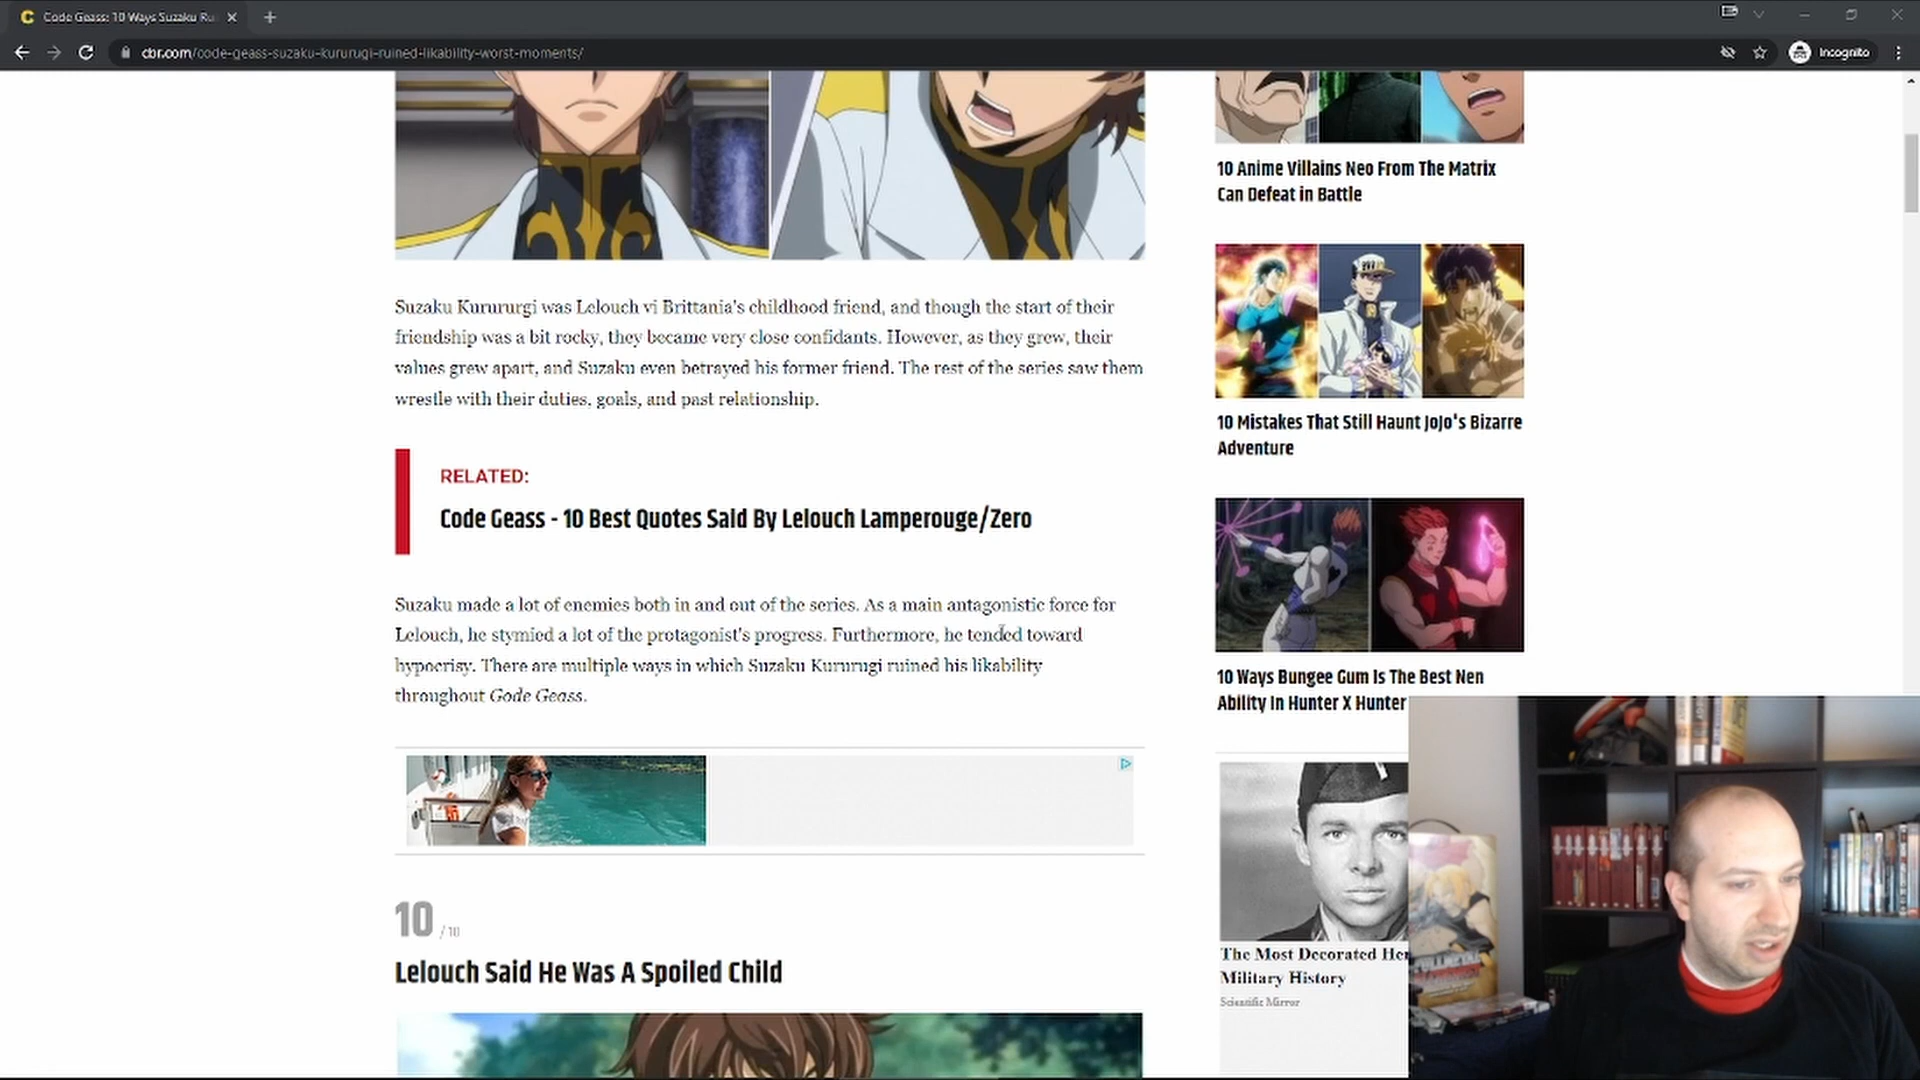 Code Geass: 10 Ways Suzaku Ru
cbr.com/code-geass-suzaku-kururugi-ruined-likability-worst-moments/
Incognito
Suzaku Kururugi was Lelouch vi Brittania's childhood friend, and though the start of their
friendship was a bit rocky, they became very close confidants. However, as they grew, their
values grew apart, and Suzaku even betrayed his former friend. The rest of the series saw them
wrestle with their duties, goals, and past relationship.
RELATED:
Code Geass - 10 Best Quotes Said By Lelouch Lamperouge/Zero
Suzaku made a lot of enemies both in and out of the series. As a main antagonistic force for
Lelouch, he stymied a lot of the protagonist's progress. Furthermore, he tended toward
hypocrisy. There are multiple ways in which Suzaku Kururugi ruined his likability
throughout Code Geass.
10 / 10
Lelouch Said He Was A Spoiled Child
10 Anime Villains Neo From The Matrix
Can Defeat in Battle
10 Mistakes That Still Haunt JoJo's Bizarre
Adventure
10 Ways Bungee Gum Is The Best Nen
Ability In Hunter X Hunter
The Most Decorated Her
Military History
Scientific Mirror